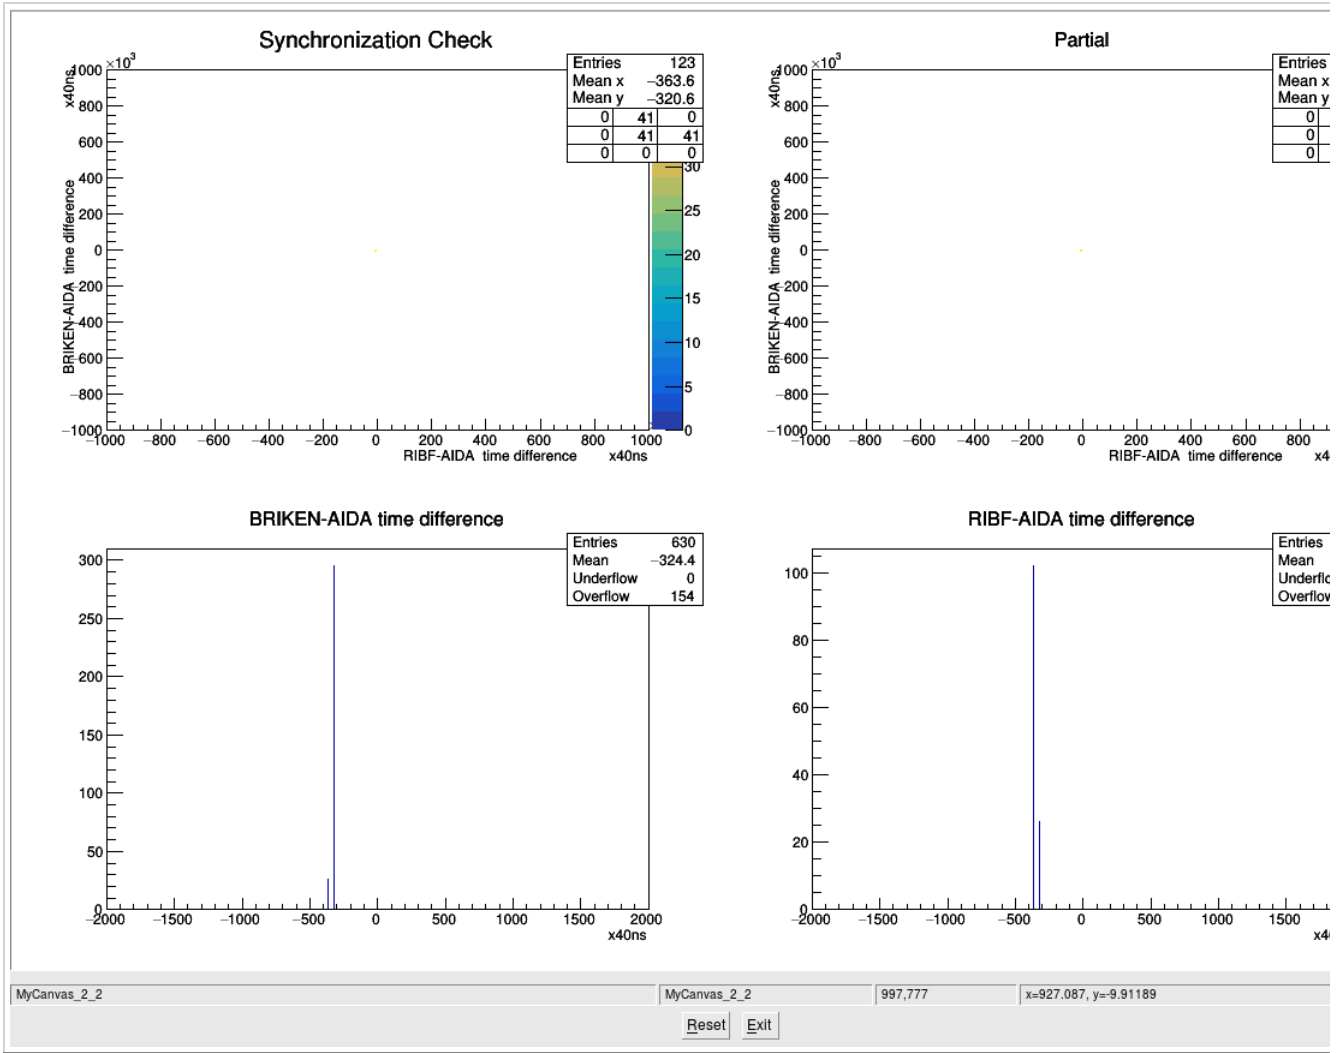 Synchronization Check
×10³
x40ns
1000
800
600
400
200
0
−200
−400
−600
−800
−1000
BRIKEN-AIDA time difference
−1000 −800 −600 −400 −200 0 200 400 600 800 1000
RIBF-AIDA time difference x40ns
Entries 123
Mean x −363.6
Mean y −320.6
0 41 0
0 41 41
0 0 0
30
25
20
15
10
5
0
Partial
×10³
x40ns
1000
800
600
400
200
0
−200
−400
−600
−800
−1000
BRIKEN-AIDA time difference
−1000 −800 −600 −400 −200 0 200 400 600 800
RIBF-AIDA time difference x4
Entries
Mean x
Mean y
0
0
0
BRIKEN-AIDA time difference
Entries 630
Mean −324.4
Underflow 0
Overflow 154
300
250
200
150
100
50
0
−2000 −1500 −1000 −500 0 500 1000 1500 2000
x40ns
RIBF-AIDA time difference
Entries
Mean
Underflo
Overflow
100
80
60
40
20
0
−2000 −1500 −1000 −500 0 500 1000 1500
x4
MyCanvas_2_2 MyCanvas_2_2 997,777 x=927.087, y=-9.91189
Reset Exit